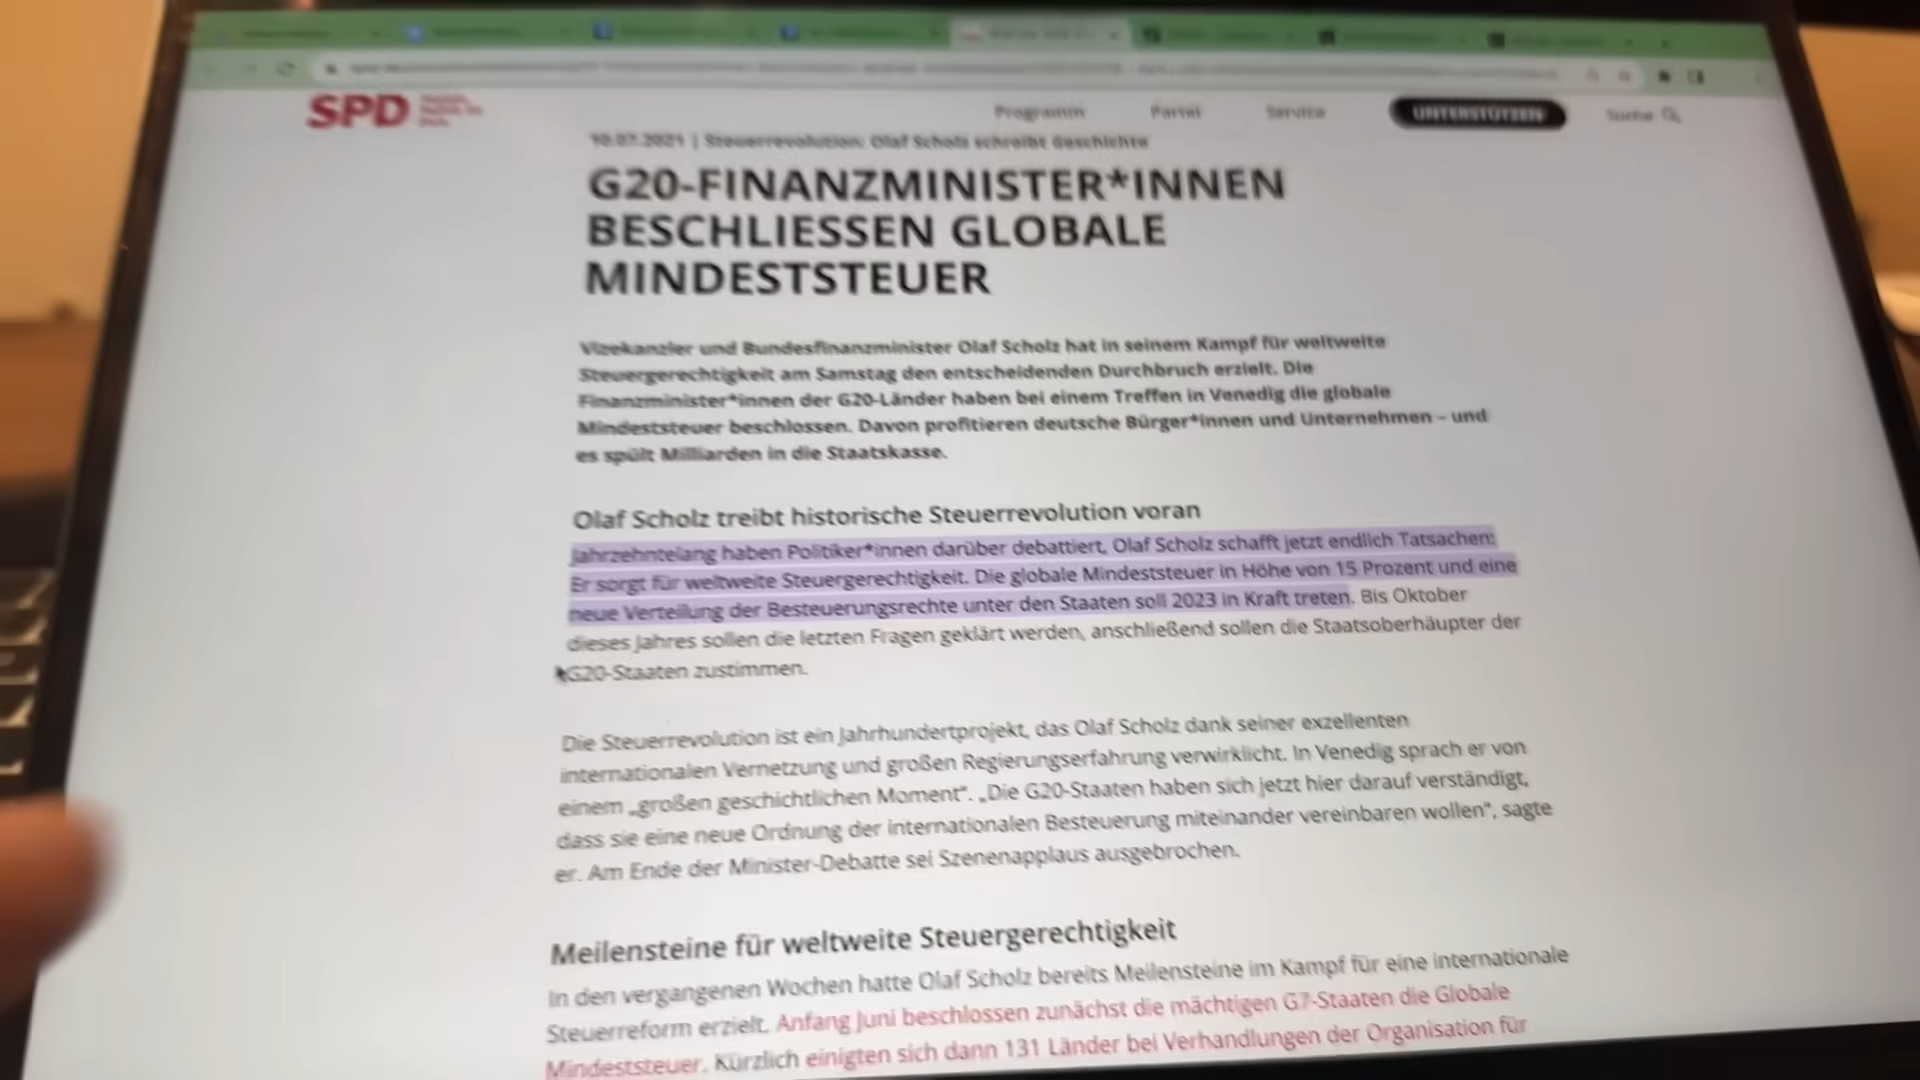 SPD
Programm Partei Service UNTERSTÜTZEN Suche
10.07.2021 | Steuerrevolution: Olaf Scholz schreibt Geschichte
G20-FINANZMINISTER*INNEN
BESCHLIESSEN GLOBALE
MINDESTSTEUER
Vizekanzler und Bundesfinanzminister Olaf Scholz hat in seinem Kampf für weltweite
Steuergerechtigkeit am Samstag den entscheidenden Durchbruch erzielt. Die
Finanzminister*innen der G20-Länder haben bei einem Treffen in Venedig die globale
Mindeststeuer beschlossen. Davon profitieren deutsche Bürger*innen und Unternehmen – und
es spült Milliarden in die Staatskasse.
Olaf Scholz treibt historische Steuerrevolution voran
Jahrzehntelang haben Politiker*innen darüber debattiert, Olaf Scholz schafft jetzt endlich Tatsachen:
Er sorgt für weltweite Steuergerechtigkeit. Die globale Mindeststeuer in Höhe von 15 Prozent und eine
neue Verteilung der Besteuerungsrechte unter den Staaten soll 2023 in Kraft treten. Bis Oktober
dieses Jahres sollen die letzten Fragen geklärt werden, anschließend sollen die Staatsoberhäupter der
G20-Staaten zustimmen.
Die Steuerrevolution ist ein Jahrhundertprojekt, das Olaf Scholz dank seiner exzellenten
internationalen Vernetzung und großen Regierungserfahrung verwirklicht. In Venedig sprach er von
einem „großen geschichtlichen Moment“. „Die G20-Staaten haben sich jetzt hier darauf verständigt,
dass sie eine neue Ordnung der internationalen Besteuerung miteinander vereinbaren wollen“, sagte
er. Am Ende der Minister-Debatte sei Szenenapplaus ausgebrochen.
Meilensteine für weltweite Steuergerechtigkeit
In den vergangenen Wochen hatte Olaf Scholz bereits Meilensteine im Kampf für eine internationale
Steuerreform erzielt. Anfang Juni beschlossen zunächst die mächtigen G7-Staaten die Globale
Mindeststeuer. Kürzlich einigten sich dann 131 Länder bei Verhandlungen der Organisation für